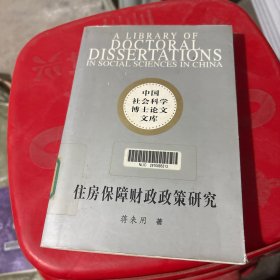 A LIBRARY OF
DOCTORAL
DISSERTATIONS
IN SOCIAL SCIENCES IN CHINA
中国
社会科学
博士论文
文库
住房保障财政政策研究
蒋来用 著